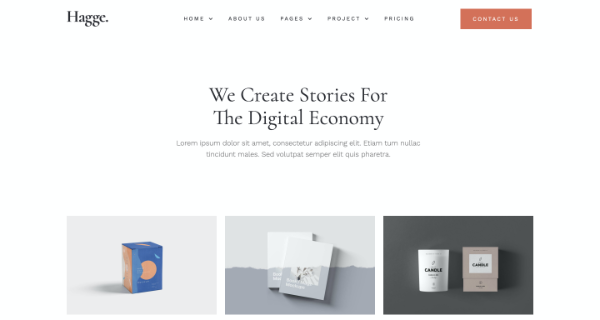 Hagge.
HOME
ABOUT US
PAGES
PROJECT
PRICING
CONTACT US
We Create Stories For
The Digital Economy
Lorem ipsum dolor sit amet, consectetur adipiscing elit. Etiam tum nullac
tincidunt males. Sed volutpat semper elit quis pharetra.
CANDLE
CANDLE